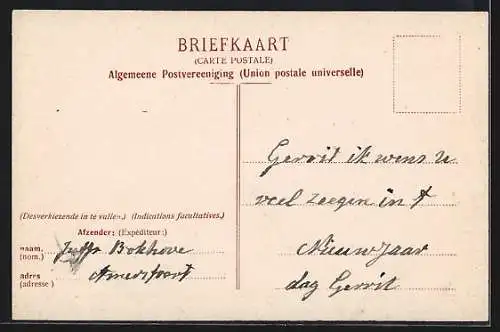 BRIEFKAART
(CARTE POSTALE)
Algemeene Postvereeniging (Union postale universelle)
Gerrit ik wens U
veel zeegen in t
Nieuwjaar
dag Gerrit
(Desverkiezende in te vullen.) (Indications facultatives.)
Afzender: (Expéditeur:)
naam. Juffr Bokhove
(nom.)
adres Amersfoort
(adresse)